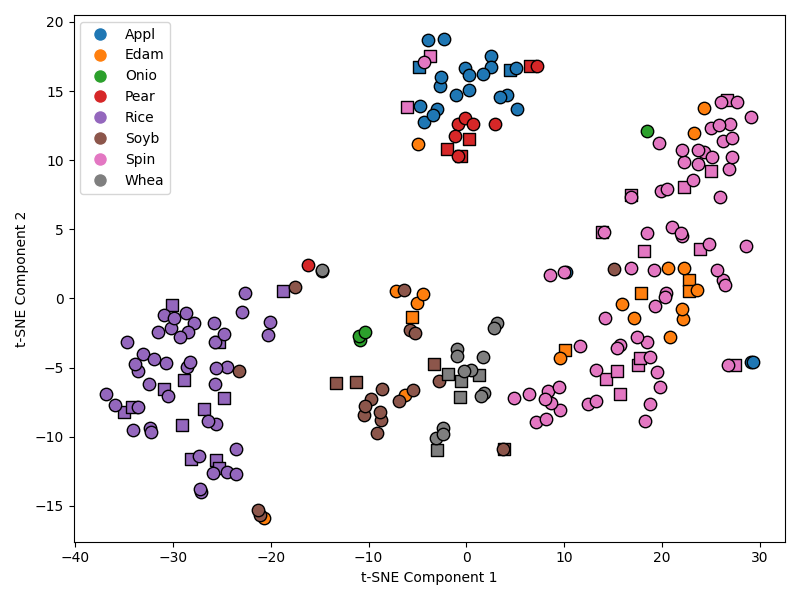 Appl
Edam
Onio
Pear
Rice
Soyb
Spin
Whea
20
15
10
5
0
−5
−10
−15
t-SNE Component 2
−40 −30 −20 −10 0 10 20 30
t-SNE Component 1